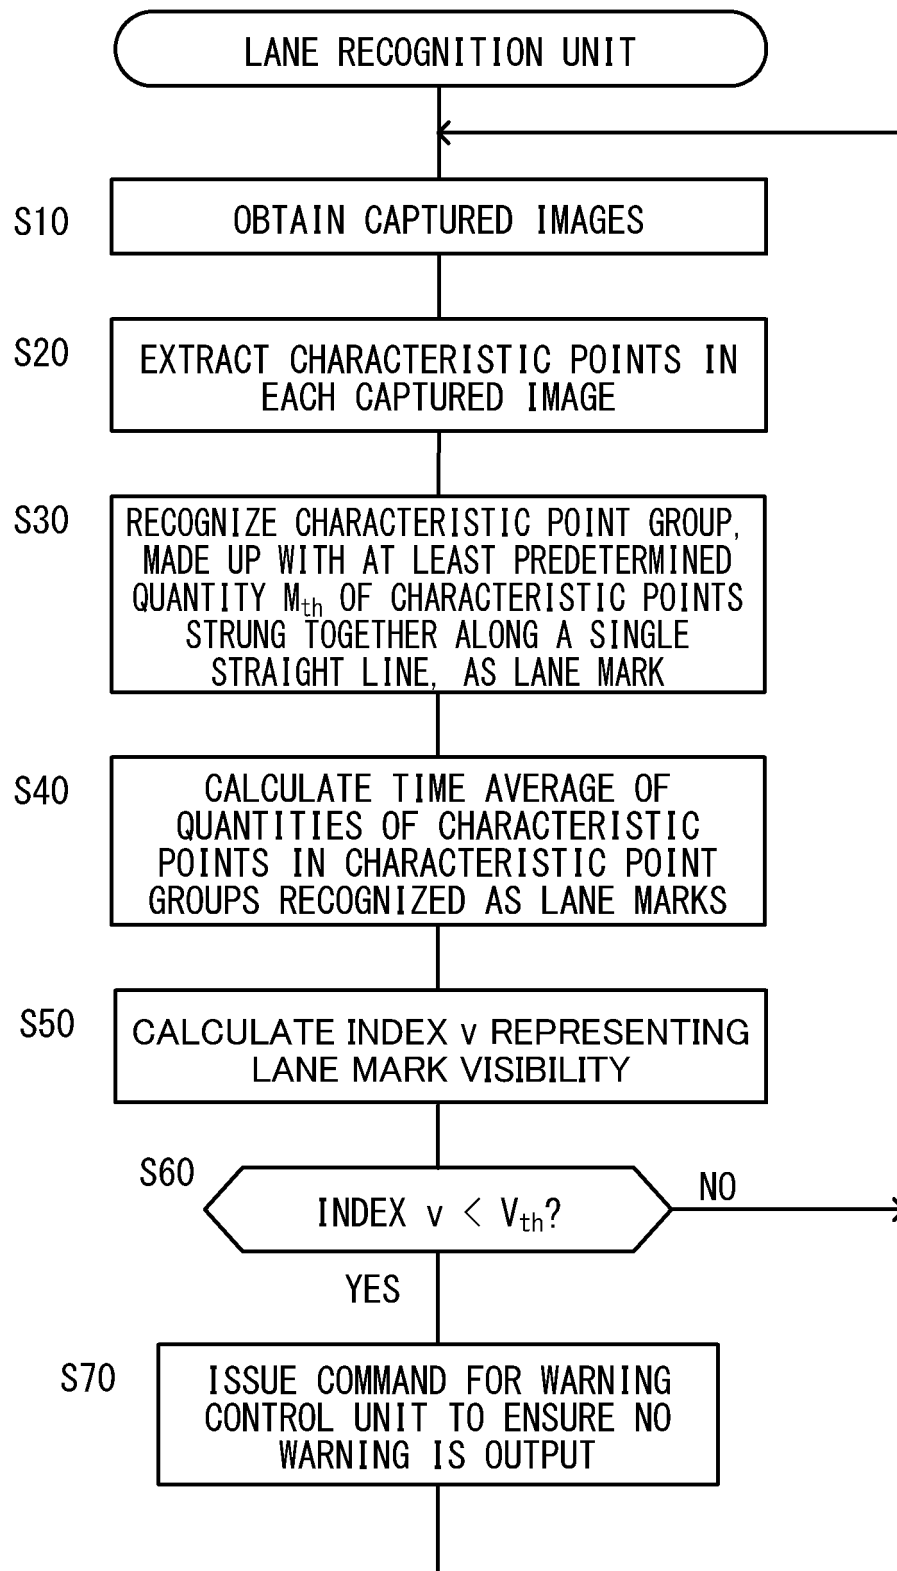 LANE RECOGNITION UNIT
S10
OBTAIN CAPTURED IMAGES
S20
EXTRACT CHARACTERISTIC POINTS IN
EACH CAPTURED IMAGE
S30
RECOGNIZE CHARACTERISTIC POINT GROUP,
MADE UP WITH AT LEAST PREDETERMINED
QUANTITY Mth OF CHARACTERISTIC POINTS
STRUNG TOGETHER ALONG A SINGLE
STRAIGHT LINE, AS LANE MARK
S40
CALCULATE TIME AVERAGE OF
QUANTITIES OF CHARACTERISTIC
POINTS IN CHARACTERISTIC POINT
GROUPS RECOGNIZED AS LANE MARKS
S50
CALCULATE INDEX v REPRESENTING
LANE MARK VISIBILITY
S60
INDEX v < Vth?
NO
YES
S70
ISSUE COMMAND FOR WARNING
CONTROL UNIT TO ENSURE NO
WARNING IS OUTPUT